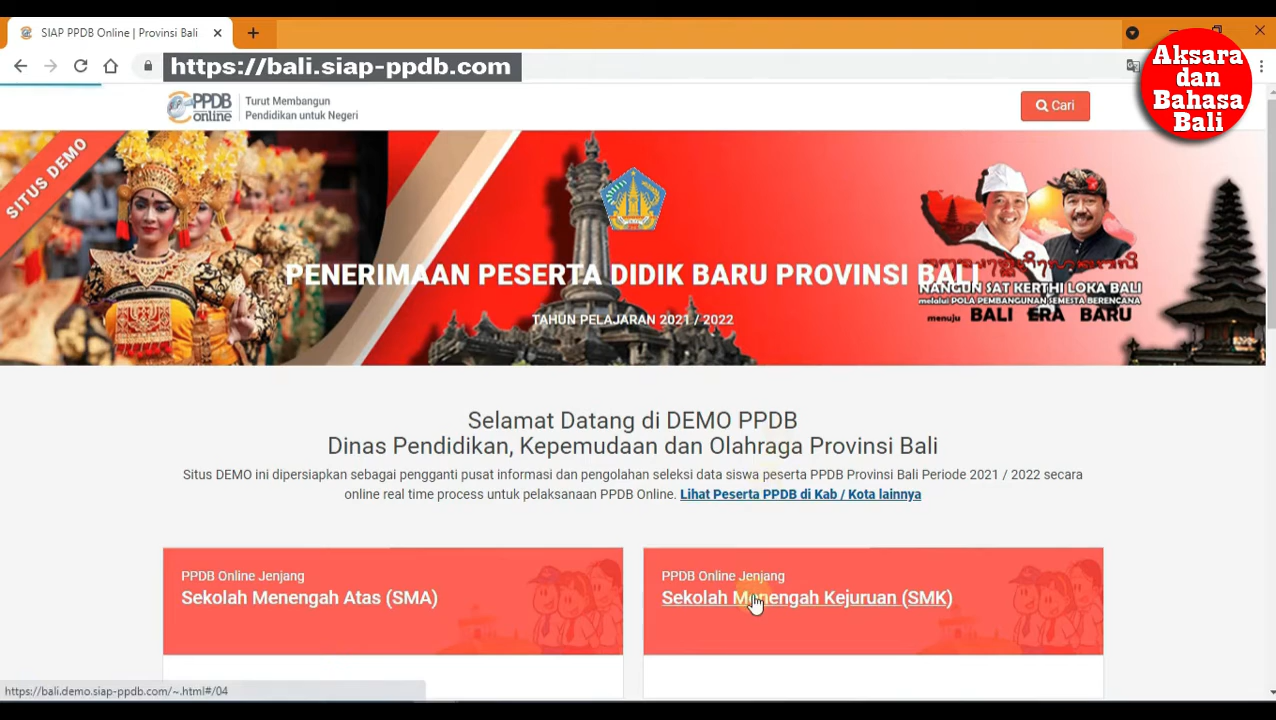 SIAP PPDB Online | Provinsi Bali
https://bali.siap-ppdb.com
Aksara
dan
Bahasa
Bali
PPDB
online
Turut Membangun
Pendidikan untuk Negeri
Cari
SITUS DEMO
PENERIMAAN PESERTA DIDIK BARU PROVINSI BALI
TAHUN PELAJARAN 2021 / 2022
NANGUN SAT KERTHI LOKA BALI
melalui POLA PEMBANGUNAN SEMESTA BERENCANA
menuju BALI ERA BARU
Selamat Datang di DEMO PPDB
Dinas Pendidikan, Kepemudaan dan Olahraga Provinsi Bali
Situs DEMO ini dipersiapkan sebagai pengganti pusat informasi dan pengolahan seleksi data siswa peserta PPDB Provinsi Bali Periode 2021 / 2022 secara
online real time process untuk pelaksanaan PPDB Online. Lihat Peserta PPDB di Kab / Kota lainnya
PPDB Online Jenjang
Sekolah Menengah Atas (SMA)
PPDB Online Jenjang
Sekolah Menengah Kejuruan (SMK)
https://bali.demo.siap-ppdb.com/~.html#/04